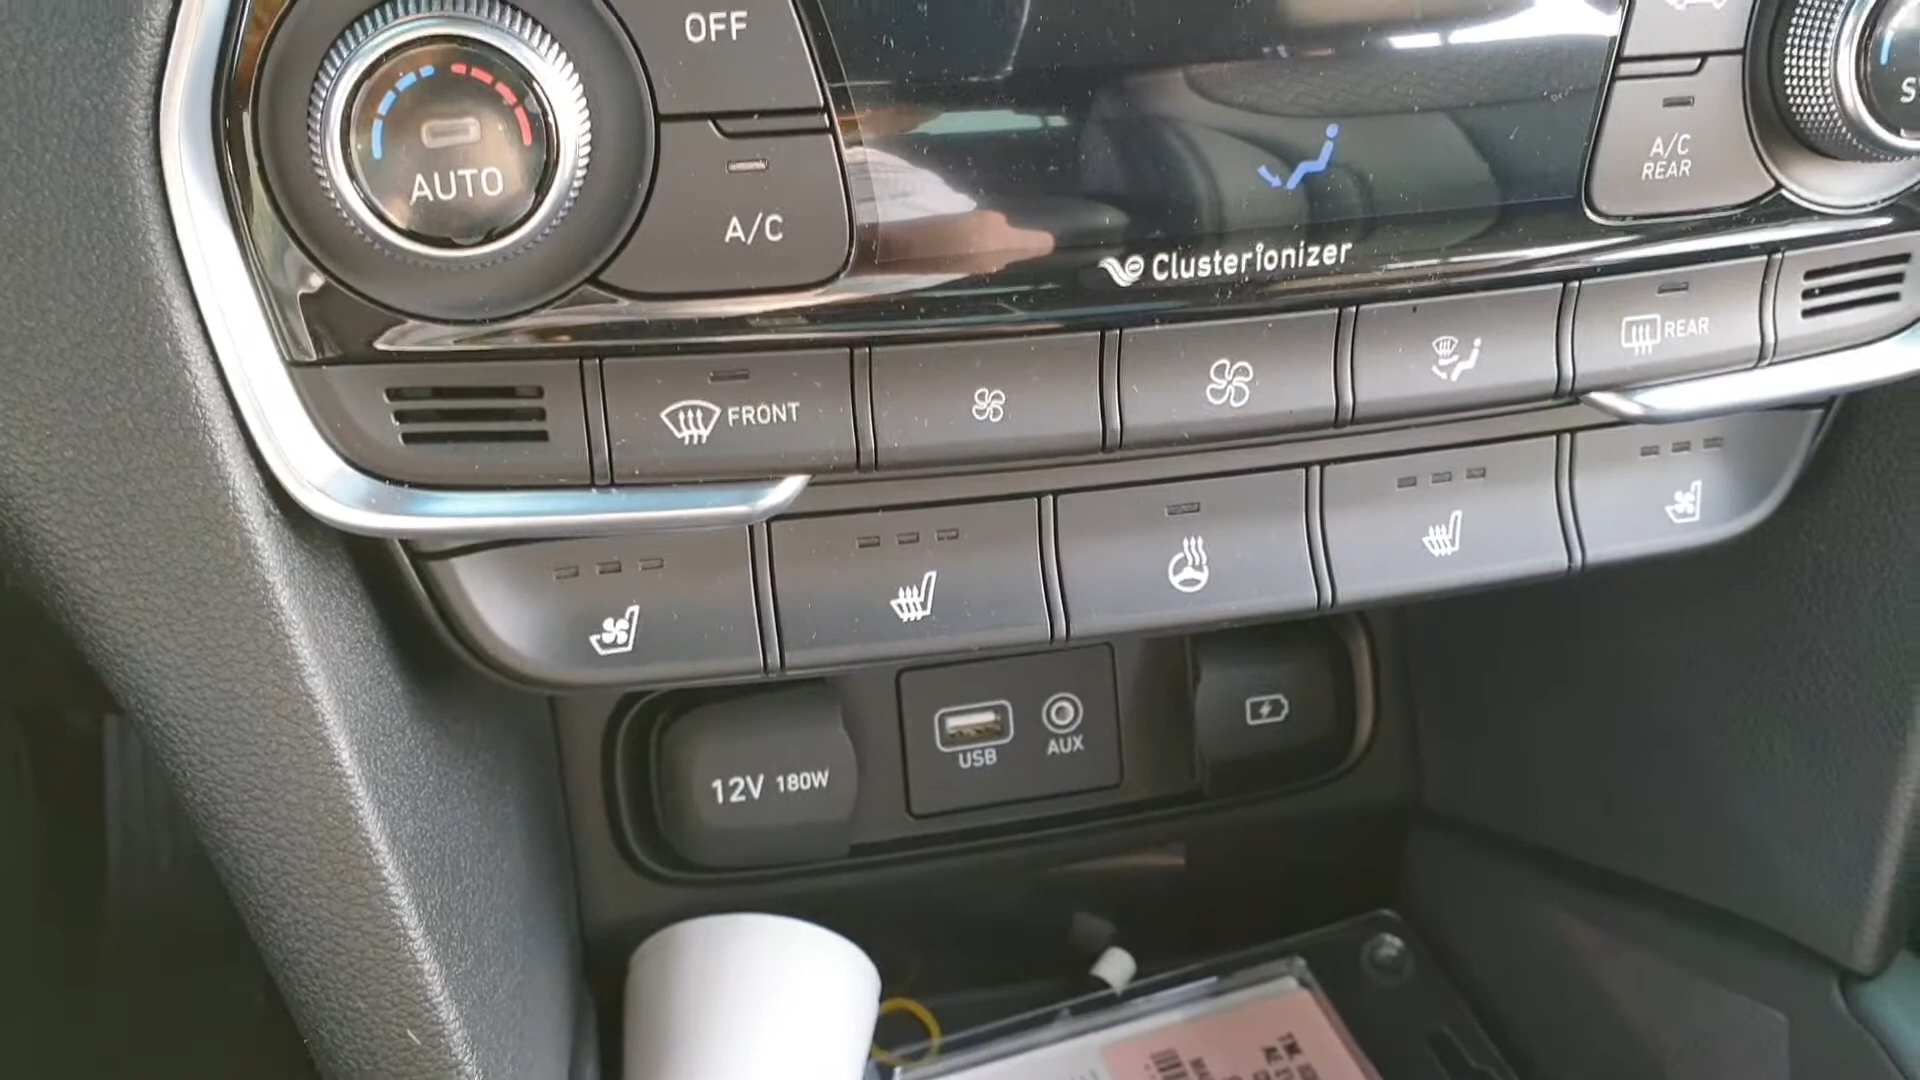 OFF
AUTO
A/C
A/C
REAR
Clusterionizer
FRONT
REAR
12V 180W
USB
AUX